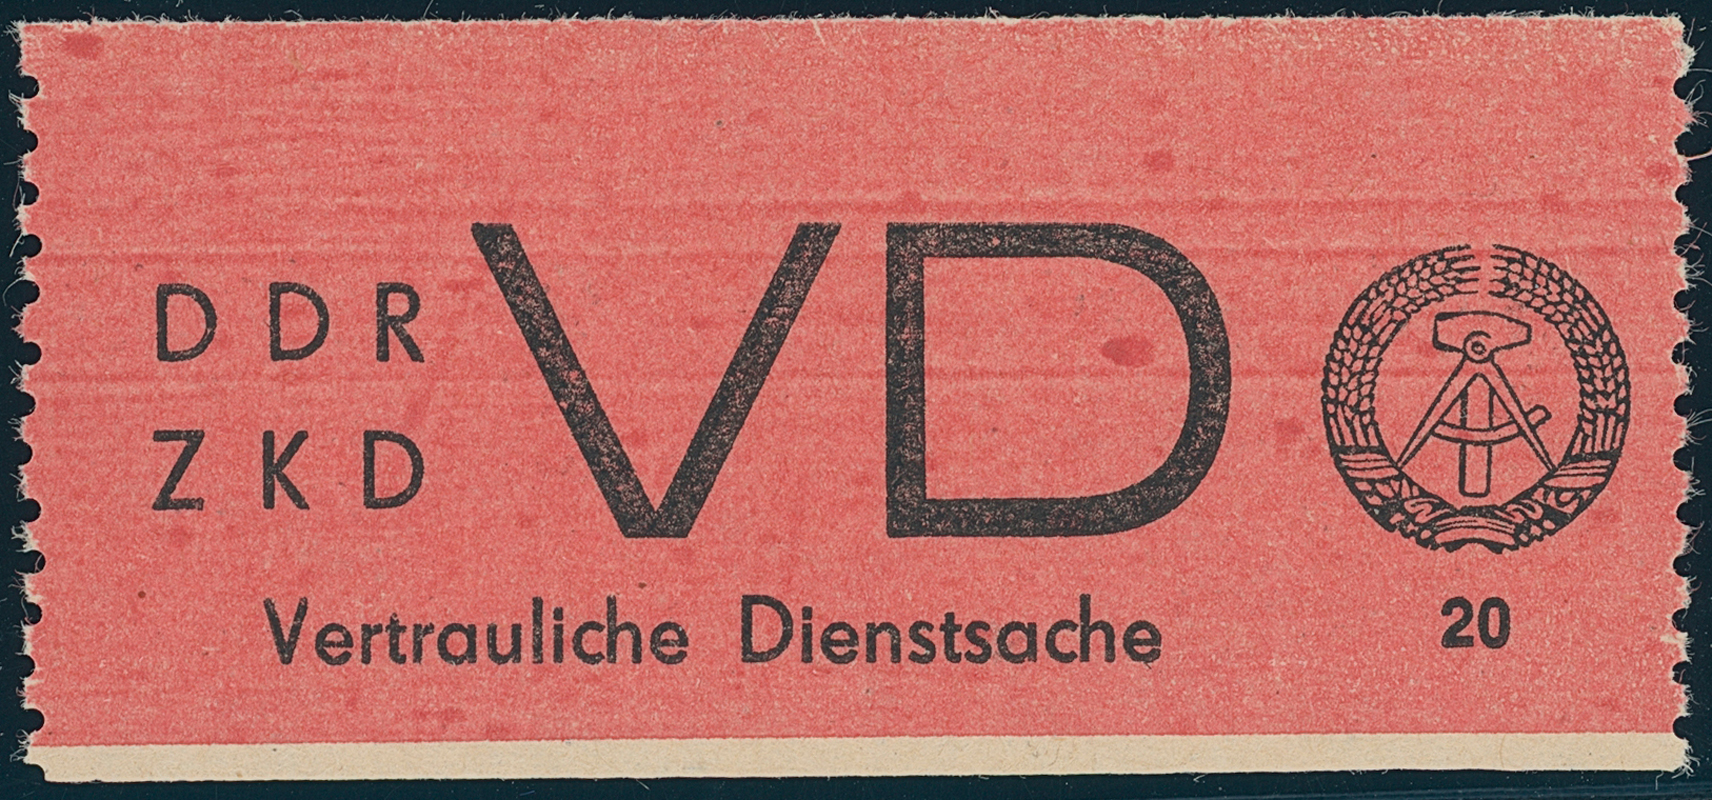 DDR
ZKD
VD
Vertrauliche Dienstsache
20